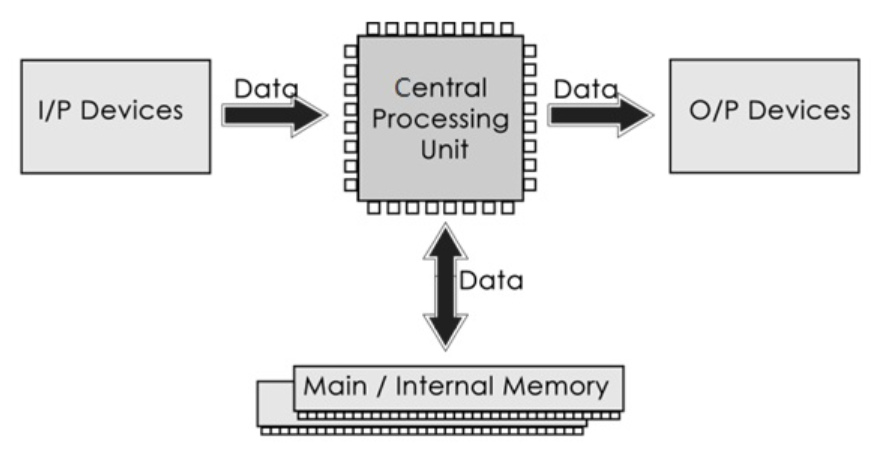 I/P Devices
Data
Central
Processing
Unit
Data
O/P Devices
Data
Main / Internal Memory